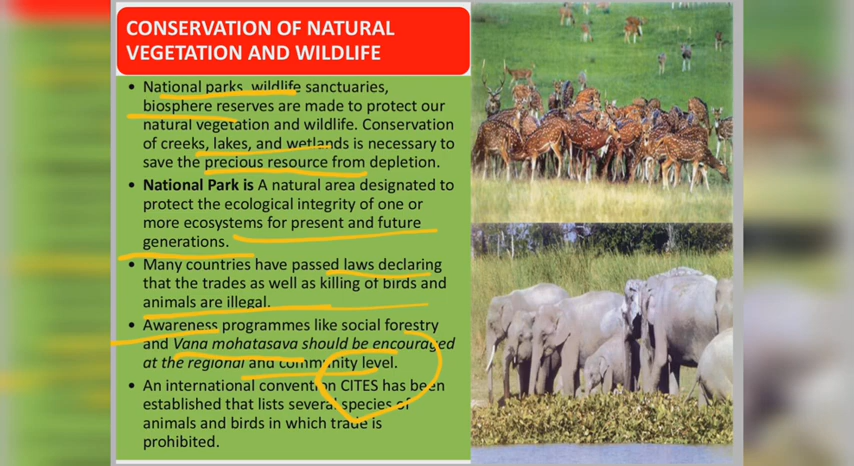 CONSERVATION OF NATURAL
VEGETATION AND WILDLIFE
• National parks, wildlife sanctuaries,
biosphere reserves are made to protect our
natural vegetation and wildlife. Conservation
of creeks, lakes, and wetlands is necessary to
save the precious resource from depletion.
• National Park is A natural area designated to
protect the ecological integrity of one or
more ecosystems for present and future
generations.
• Many countries have passed laws declaring
that the trades as well as killing of birds and
animals are illegal.
• Awareness programmes like social forestry
and Vana mohatasava should be encouraged
at the regional and community level.
• An international convention CITES has been
established that lists several species of
animals and birds in which trade is
prohibited.